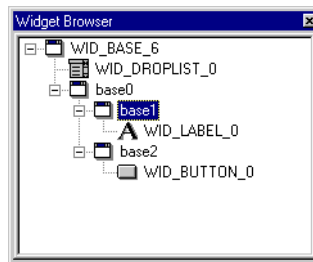 Widget Browser
WID_BASE_6
WID_DROPLIST_0
base0
base1
WID_LABEL_0
base2
WID_BUTTON_0